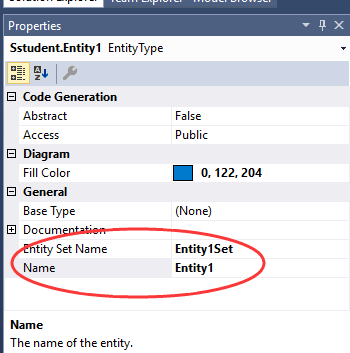 Solution Explorer Team Explorer Model Browser
Properties
Sstudent.Entity1 EntityType
Code Generation
Abstract False
Access Public
Diagram
Fill Color 0, 122, 204
General
Base Type (None)
Documentation
Entity Set Name Entity1Set
Name Entity1
Name
The name of the entity.